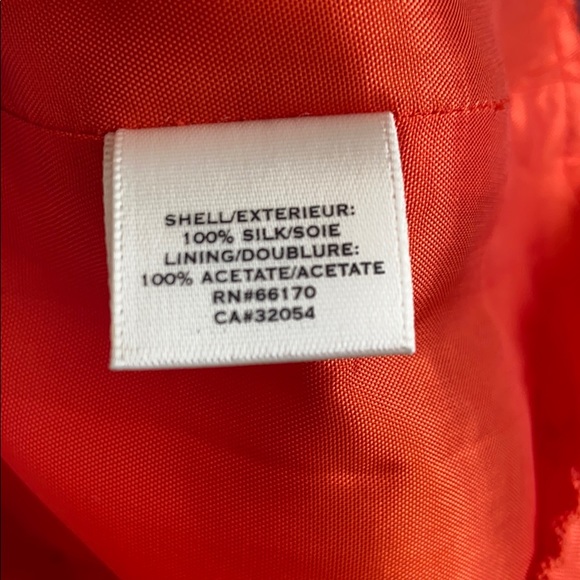 SHELL/EXTERIEUR:
100% SILK/SOIE
LINING/DOUBLURE:
100% ACETATE/ACETATE
RN#66170
CA#32054